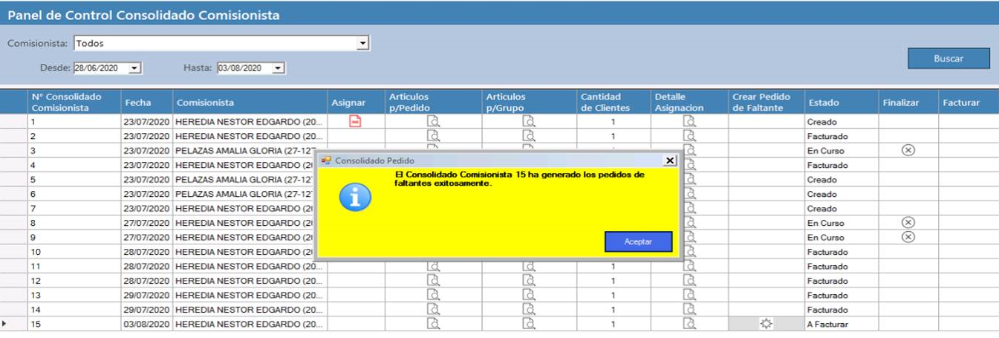 Panel de Control Consolidado Comisionista
Comisionista: Todos
Desde: 28/06/2020 Hasta: 03/08/2020
Buscar
N° Consolidado Comisionista Fecha Comisionista Asignar Articulos p/Pedido Articulos p/Grupo Cantidad de Clientes Detalle Asignacion Crear Pedido de Faltante Estado Finalizar Facturar
1 23/07/2020 HEREDIA NESTOR EDGARDO (20... 1 Creado
2 23/07/2020 HEREDIA NESTOR EDGARDO (20... 1 Facturado
3 23/07/2020 PELAZAS AMALIA GLORIA (27-127 En Curso
4 23/07/2020 HEREDIA NESTOR EDGARDO (2 Facturado
5 23/07/2020 PELAZAS AMALIA GLORIA (27-12 Creado
6 23/07/2020 PELAZAS AMALIA GLORIA (27-12 Creado
7 23/07/2020 HEREDIA NESTOR EDGARDO (2 Creado
8 27/07/2020 HEREDIA NESTOR EDGARDO (2 En Curso
9 27/07/2020 HEREDIA NESTOR EDGARDO (2 En Curso
10 28/07/2020 HEREDIA NESTOR EDGARDO (2 Facturado
11 28/07/2020 HEREDIA NESTOR EDGARDO (20... 1 Facturado
12 28/07/2020 HEREDIA NESTOR EDGARDO (20... 1 Facturado
13 29/07/2020 HEREDIA NESTOR EDGARDO (20... 1 Facturado
14 29/07/2020 HEREDIA NESTOR EDGARDO (20... 1 Facturado
15 03/08/2020 HEREDIA NESTOR EDGARDO (20... 1 A Facturar
Consolidado Pedido
El Consolidado Comisionista 15 ha generado los pedidos de
faltantes exitosamente.
Aceptar